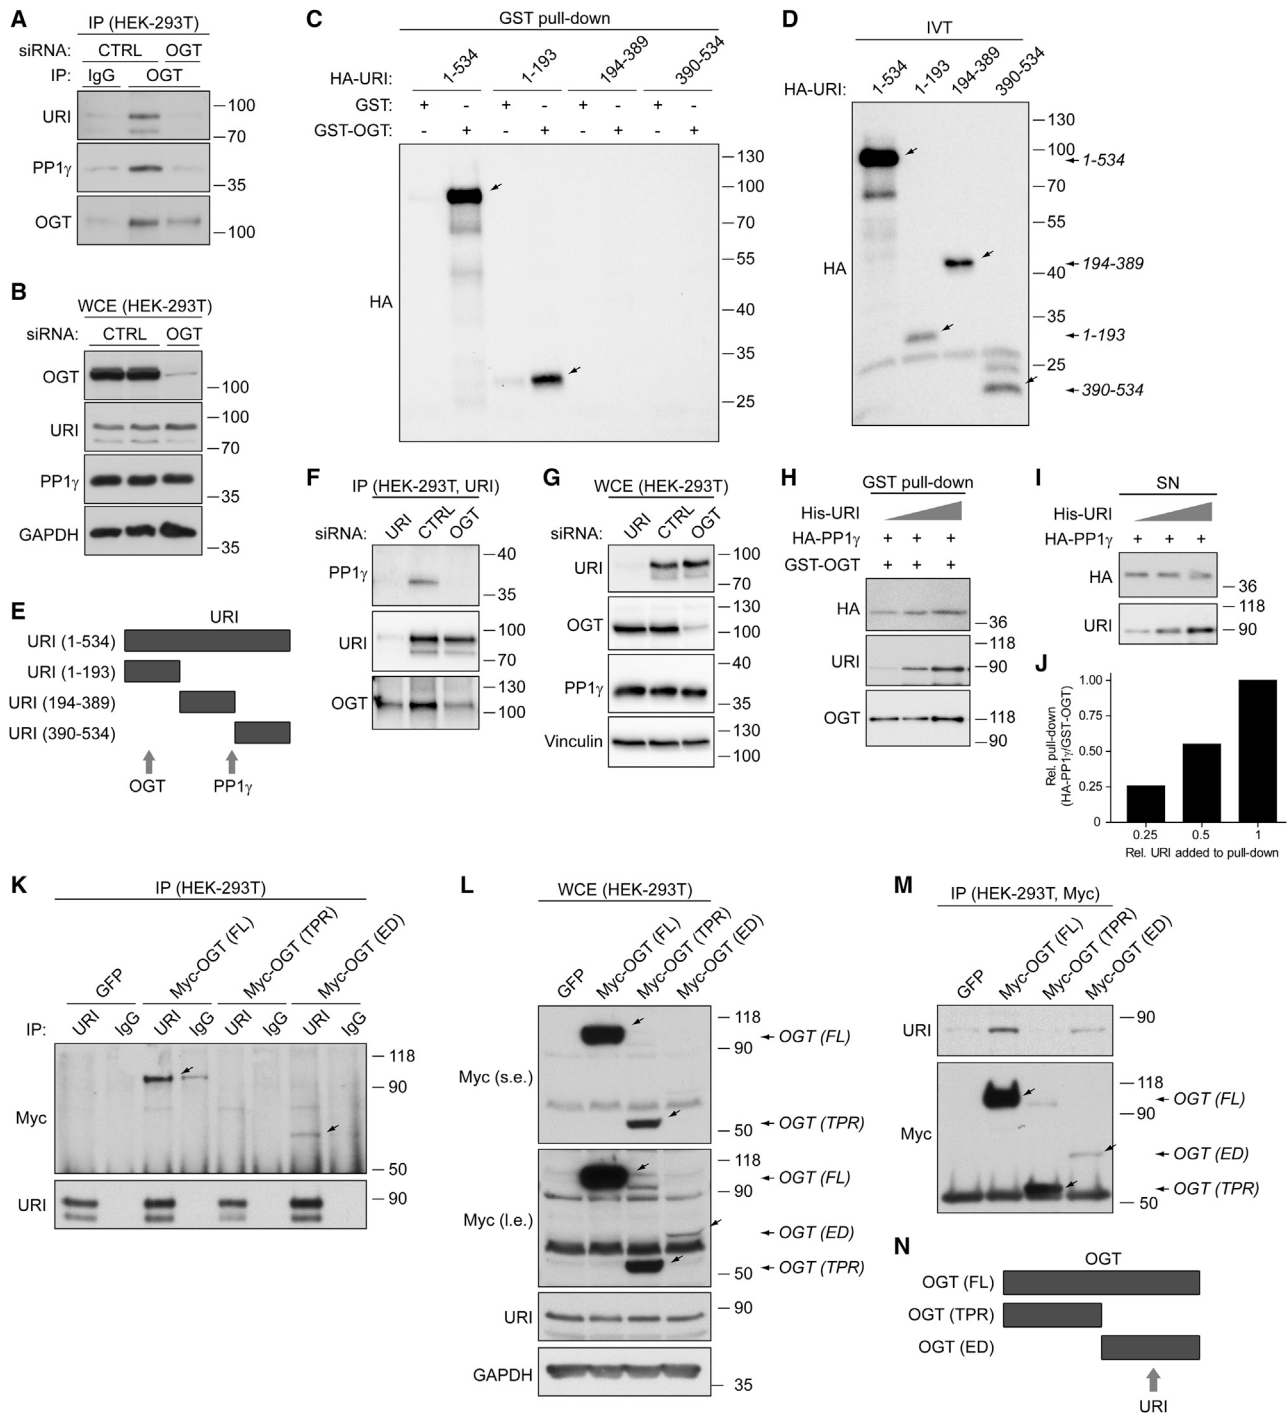 A
IP (HEK-293T)
siRNA: CTRL OGT
IP: IgG OGT
URI
100
70
PP1γ
35
OGT
100
B
WCE (HEK-293T)
siRNA: CTRL OGT
OGT
100
URI
100
70
PP1γ
35
GAPDH
35
C
GST pull-down
HA-URI: 1-534 1-193 194-389 390-534
GST: + - + - + - + -
GST-OGT: - + - + - + - +
HA
130
100
70
55
40
35
25
D
IVT
HA-URI: 1-534 1-193 194-389 390-534
HA
130
100
70
55
40
35
25
1-534
194-389
1-193
390-534
E
URI
URI (1-534)
URI (1-193)
URI (194-389)
URI (390-534)
OGT PP1γ
F
IP (HEK-293T, URI)
siRNA: URI CTRL OGT
PP1γ
40
35
URI
100
70
OGT
130
100
G
WCE (HEK-293T)
siRNA: URI CTRL OGT
URI
100
70
OGT
130
100
PP1γ
40
35
Vinculin
130
100
H
GST pull-down
His-URI
HA-PP1γ + + +
GST-OGT + + +
HA
36
URI
118
90
OGT
118
90
I
SN
His-URI
HA-PP1γ + + +
HA
36
URI
118
90
J
Rel. pull-down
(HA-PP1γ/GST-OGT)
1.00
0.75
0.50
0.25
0
0.25 0.5 1
Rel. URI added to pull-down
K
IP (HEK-293T)
GFP Myc-OGT (FL) Myc-OGT (TPR) Myc-OGT (ED)
IP: URI IgG URI IgG URI IgG URI IgG
Myc
118
90
50
URI
90
L
WCE (HEK-293T)
GFP Myc-OGT (FL) Myc-OGT (TPR) Myc-OGT (ED)
Myc (s.e.)
118
90
50
OGT (FL)
OGT (TPR)
Myc (l.e.)
118
90
50
OGT (FL)
OGT (ED)
OGT (TPR)
URI
90
GAPDH
35
M
IP (HEK-293T, Myc)
GFP Myc-OGT (FL) Myc-OGT (TPR) Myc-OGT (ED)
URI
90
Myc
118
90
50
OGT (FL)
OGT (ED)
OGT (TPR)
N
OGT
OGT (FL)
OGT (TPR)
OGT (ED)
URI